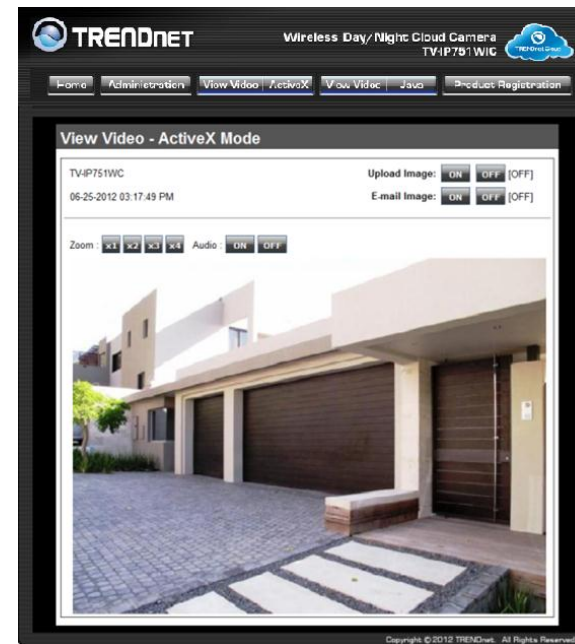 TRENDNET
Wireless Day/Night Cloud Camera
TV-IP751WIC
TRENDnet Cloud
Home Administration View Video ActiveX View Video Java Product Registration
View Video - ActiveX Mode
TV-IP751WC
Upload Image: ON OFF [OFF]
06-25-2012 03:17:49 PM
E-mail Image: ON OFF [OFF]
Zoom : x1 x2 x3 x4 Audio : ON OFF
Copyright © 2012 TRENDnet. All Rights Reserved